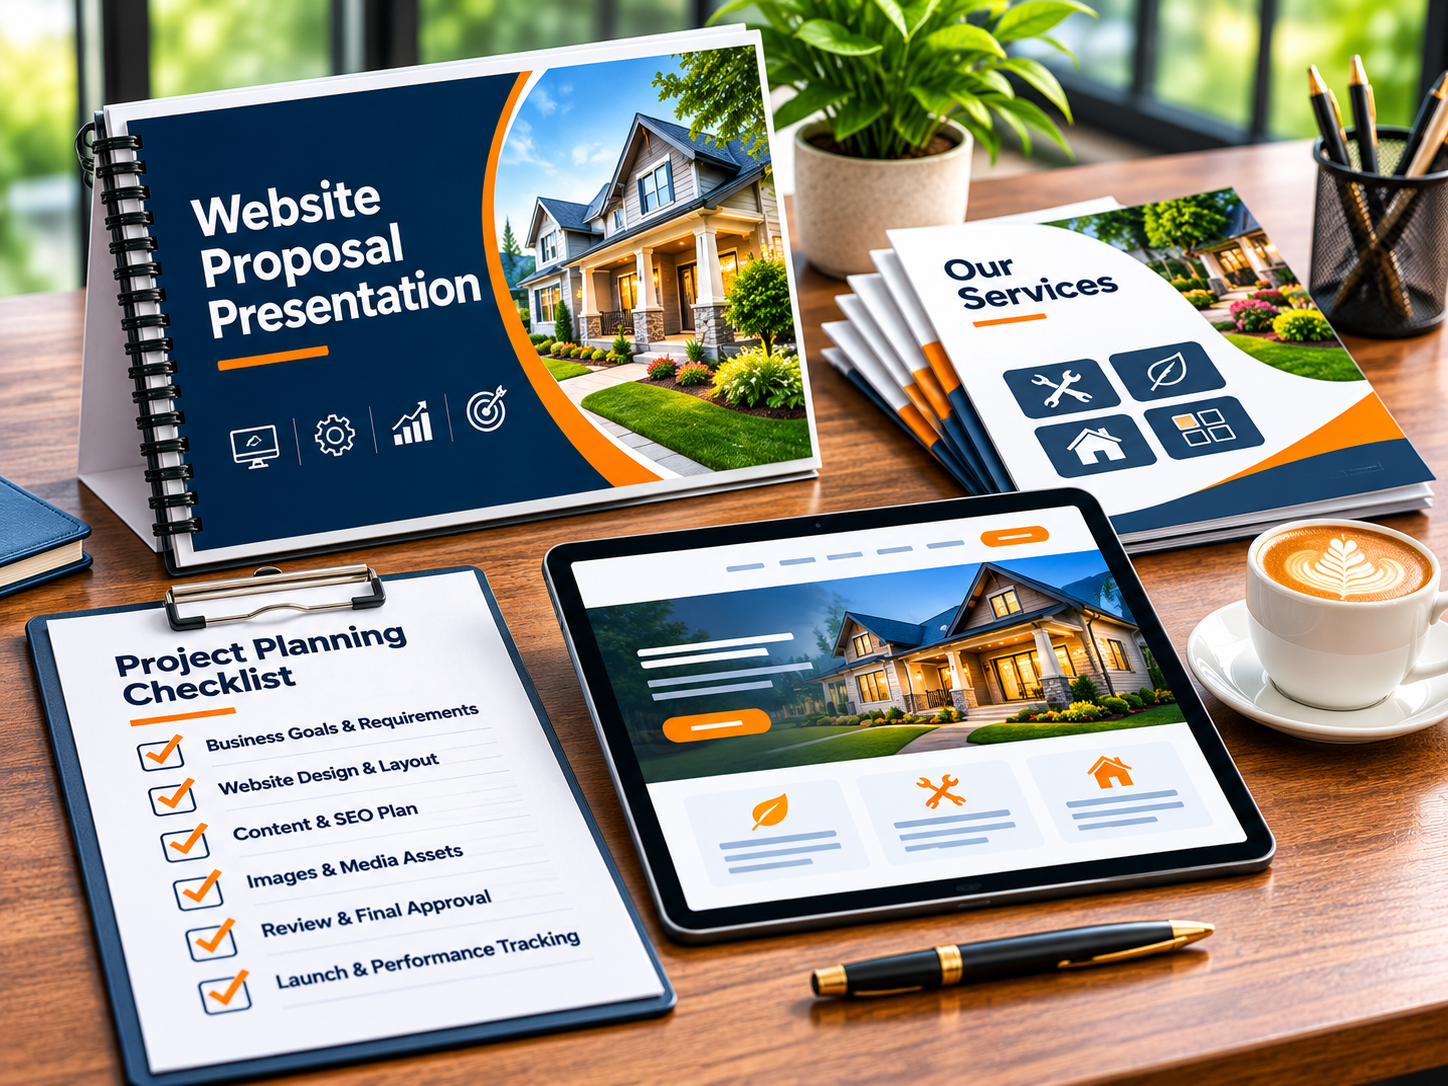 Website
Proposal
Presentation
Our
Services
Project Planning
Checklist
Business Goals & Requirements
Website Design & Layout
Content & SEO Plan
Images & Media Assets
Review & Final Approval
Launch & Performance Tracking